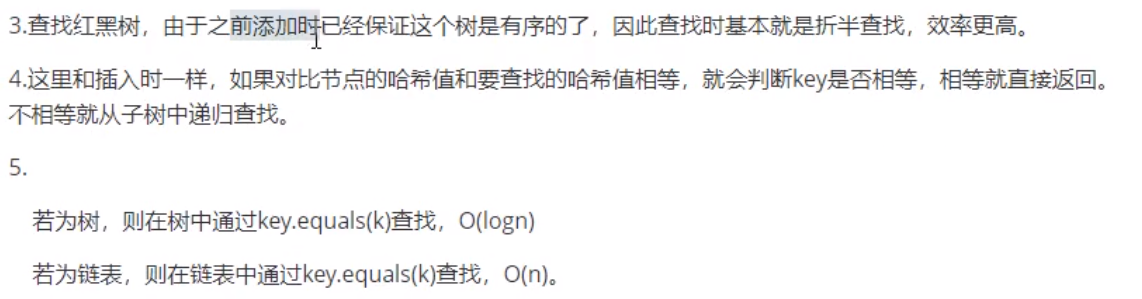 3.查找红黑树，由于之前添加时已经保证这个树是有序的了，因此查找时基本就是折半查找，效率更高。
4.这里和插入时一样，如果对比节点的哈希值和要查找的哈希值相等，就会判断key是否相等，相等就直接返回。
不相等就从子树中递归查找。
5.
若为树，则在树中通过key.equals(k)查找，O(logn)
若为链表，则在链表中通过key.equals(k)查找，O(n)。